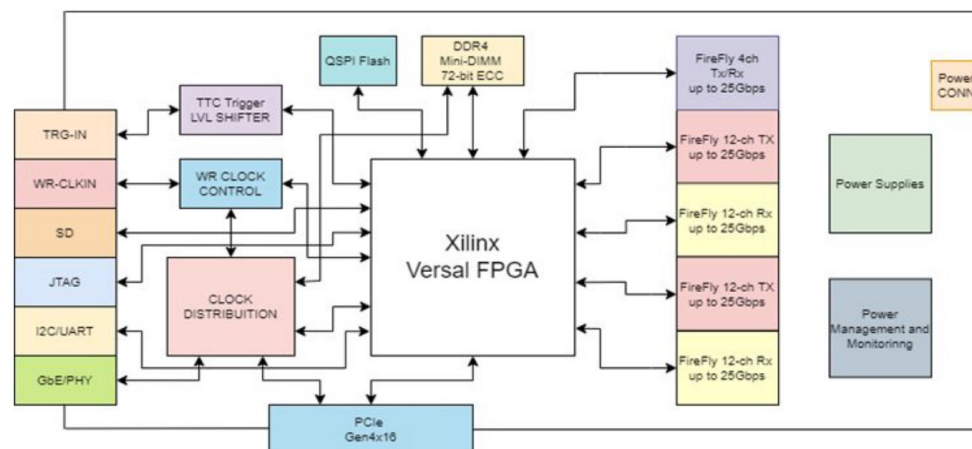 QSPI Flash
DDR4
Mini-DIMM
72-bit ECC
FireFly 4ch
Tx/Rx
up to 25Gbps
Power
CONN
TTC Trigger
LVL SHIFTER
TRG-IN
FireFly 12-ch TX
up to 25Gbps
WR-CLKIN
WR CLOCK
CONTROL
Power Supplies
SD
FireFly 12-ch Rx
up to 25Gbps
Xilinx
Versal FPGA
JTAG
CLOCK
DISTRIBUITION
FireFly 12-ch TX
up to 25Gbps
I2C/UART
Power
Management and
Monitorinng
GbE/PHY
FireFly 12-ch Rx
up to 25Gbps
PCIe
Gen4x16